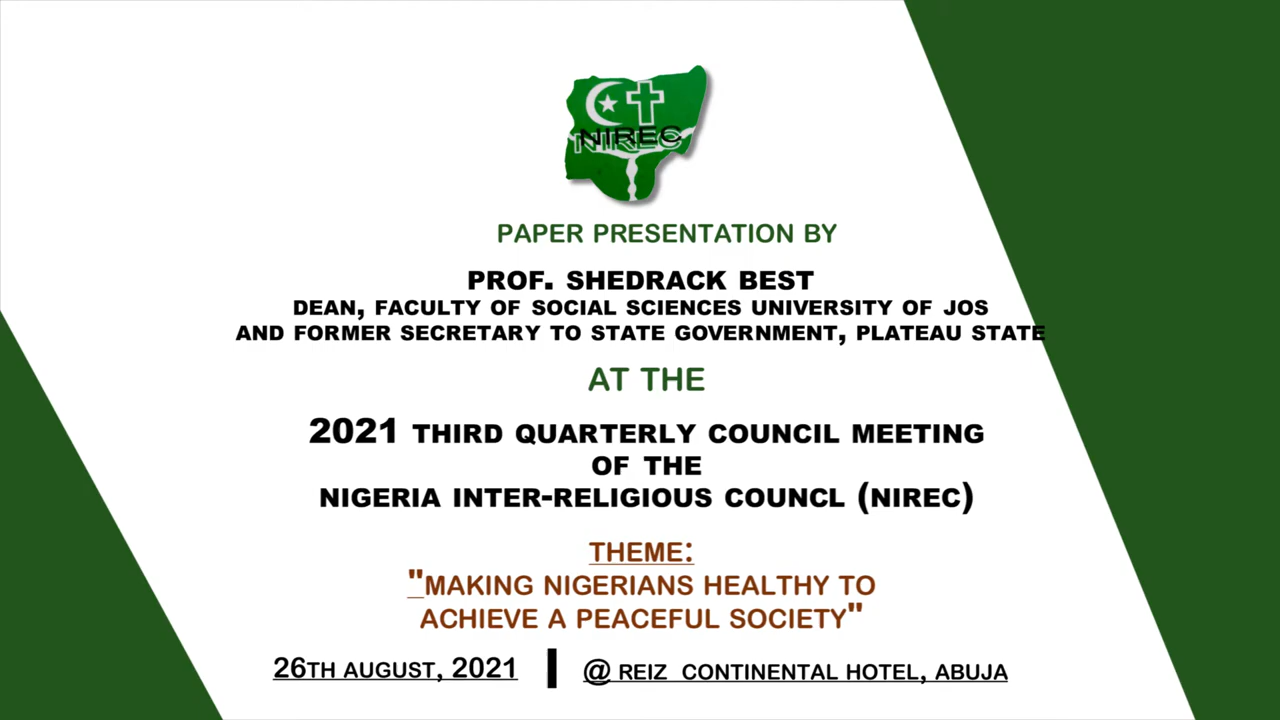 NIREC
PAPER PRESENTATION BY
PROF. SHEDRACK BEST
DEAN, FACULTY OF SOCIAL SCIENCES UNIVERSITY OF JOS
AND FORMER SECRETARY TO STATE GOVERNMENT, PLATEAU STATE
AT THE
2021 THIRD QUARTERLY COUNCIL MEETING
OF THE
NIGERIA INTER-RELIGIOUS COUNCL (NIREC)
THEME:
"MAKING NIGERIANS HEALTHY TO
ACHIEVE A PEACEFUL SOCIETY"
26TH AUGUST, 2021 | @ REIZ CONTINENTAL HOTEL, ABUJA